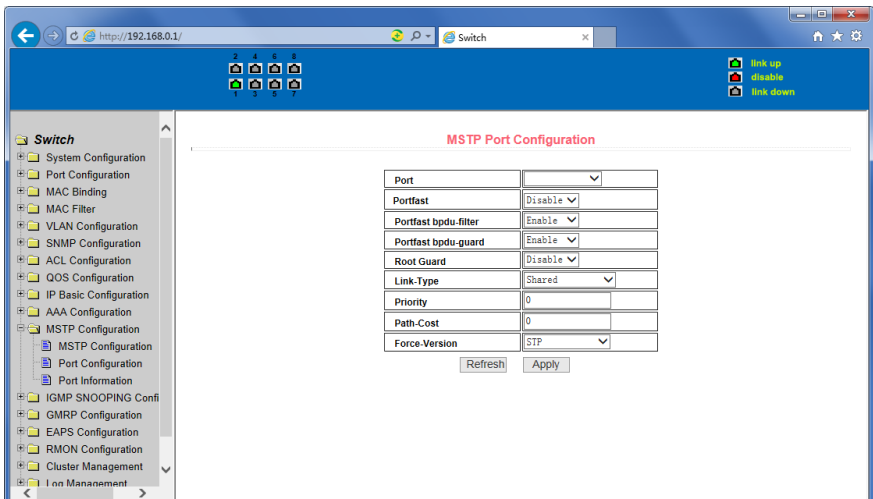 http://192.168.0.1/
Switch
2 4 6 8
1 3 5 7
link up
disable
link down
Switch
System Configuration
Port Configuration
MAC Binding
MAC Filter
VLAN Configuration
SNMP Configuration
ACL Configuration
QOS Configuration
IP Basic Configuration
AAA Configuration
MSTP Configuration
MSTP Configuration
Port Configuration
Port Information
IGMP SNOOPING Confi
GMRP Configuration
EAPS Configuration
RMON Configuration
Cluster Management
Log Management
MSTP Port Configuration
Port
Portfast Disable
Portfast bpdu-filter Enable
Portfast bpdu-guard Enable
Root Guard Disable
Link-Type Shared
Priority 0
Path-Cost 0
Force-Version STP
Refresh Apply